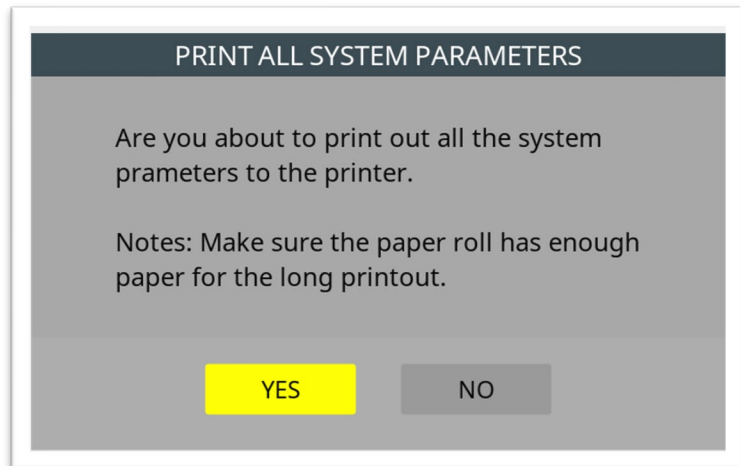 PRINT ALL SYSTEM PARAMETERS
Are you about to print out all the system
prameters to the printer.
Notes: Make sure the paper roll has enough
paper for the long printout.
YES
NO